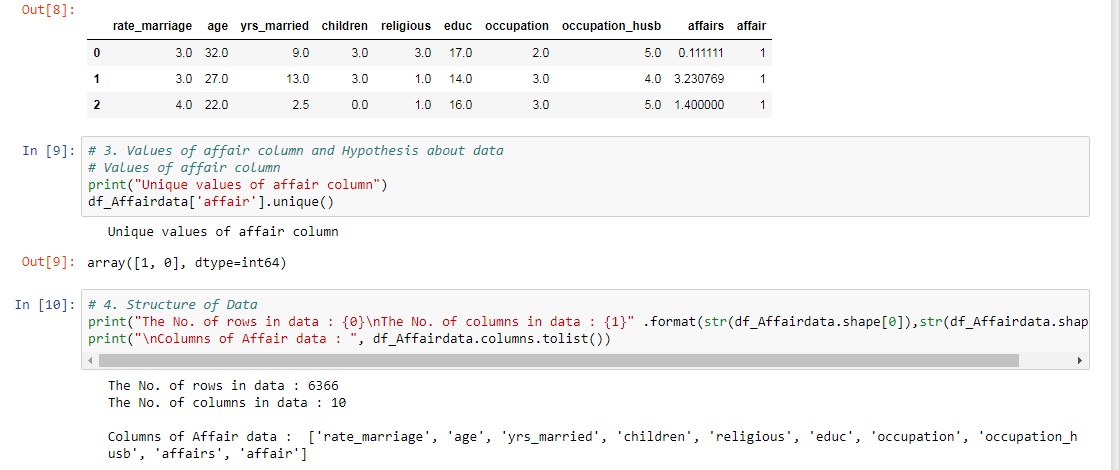 Out[8]:
rate_marriage age yrs_married children religious educ occupation occupation_husb affairs affair
0 3.0 32.0 9.0 3.0 3.0 17.0 2.0 5.0 0.111111 1
1 3.0 27.0 13.0 3.0 1.0 14.0 3.0 4.0 3.230769 1
2 4.0 22.0 2.5 0.0 1.0 16.0 3.0 5.0 1.400000 1
In [9]: # 3. Values of affair column and Hypothesis about data
# Values of affair column
print("Unique values of affair column")
df_Affairdata['affair'].unique()
Unique values of affair column
Out[9]: array([1, 0], dtype=int64)
In [10]: # 4. Structure of Data
print("The No. of rows in data : {0}\nThe No. of columns in data : {1}" .format(str(df_Affairdata.shape[0]),str(df_Affairdata.shap
print("\nColumns of Affair data : ", df_Affairdata.columns.tolist())
The No. of rows in data : 6366
The No. of columns in data : 10
Columns of Affair data :  ['rate_marriage', 'age', 'yrs_married', 'children', 'religious', 'educ', 'occupation', 'occupation_h
usb', 'affairs', 'affair']